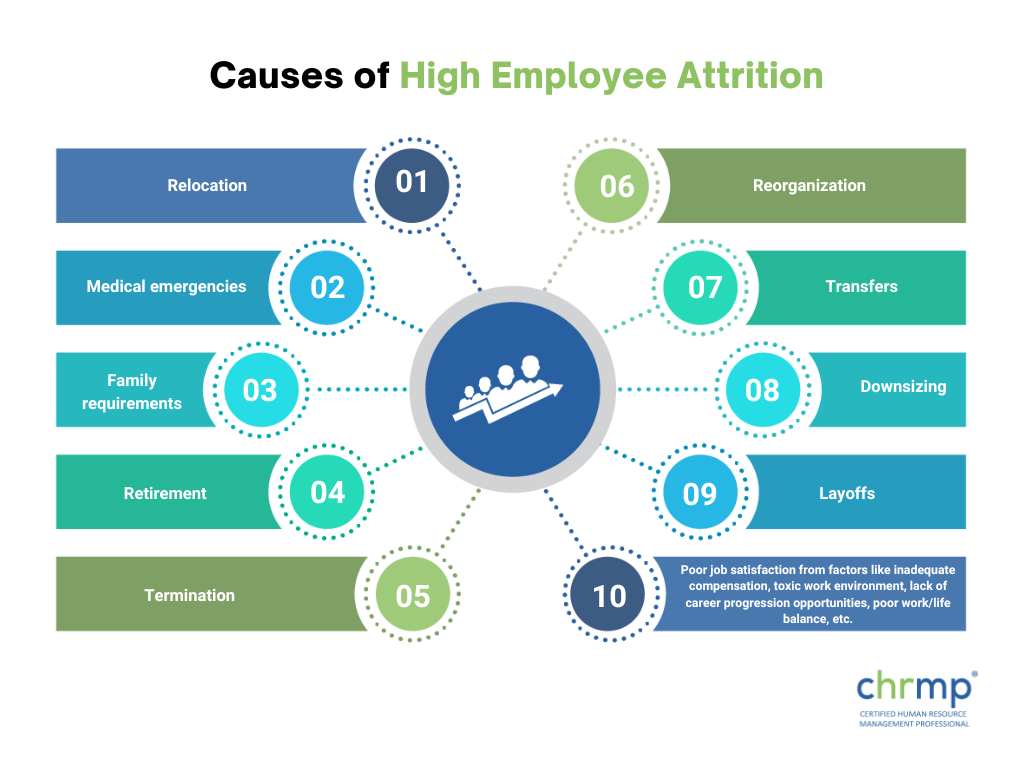 Causes of High Employee Attrition
01
Relocation
02
Medical emergencies
03
Family
requirements
04
Retirement
05
Termination
06
Reorganization
07
Transfers
08
Downsizing
09
Layoffs
10
Poor job satisfaction from factors like inadequate
compensation, toxic work environment, lack of
career progression opportunities, poor work/life
balance, etc.
chrmp®
CERTIFIED HUMAN RESOURCE
MANAGEMENT PROFESSIONAL